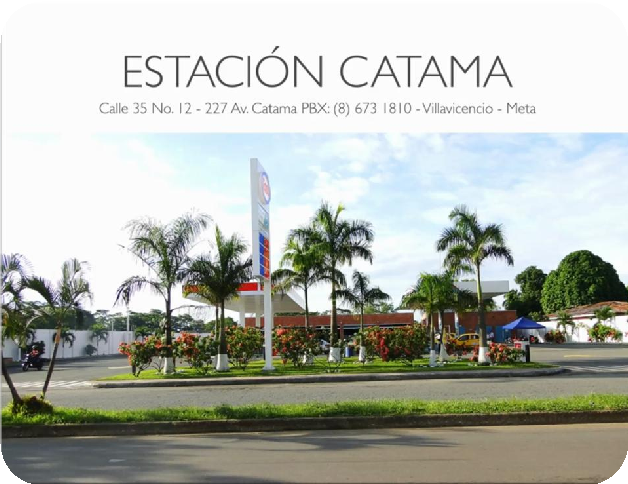 ESTACIÓN CATAMA
Calle 35 No. 12 - 227 Av. Catama PBX: (8) 673 1810 - Villavicencio - Meta